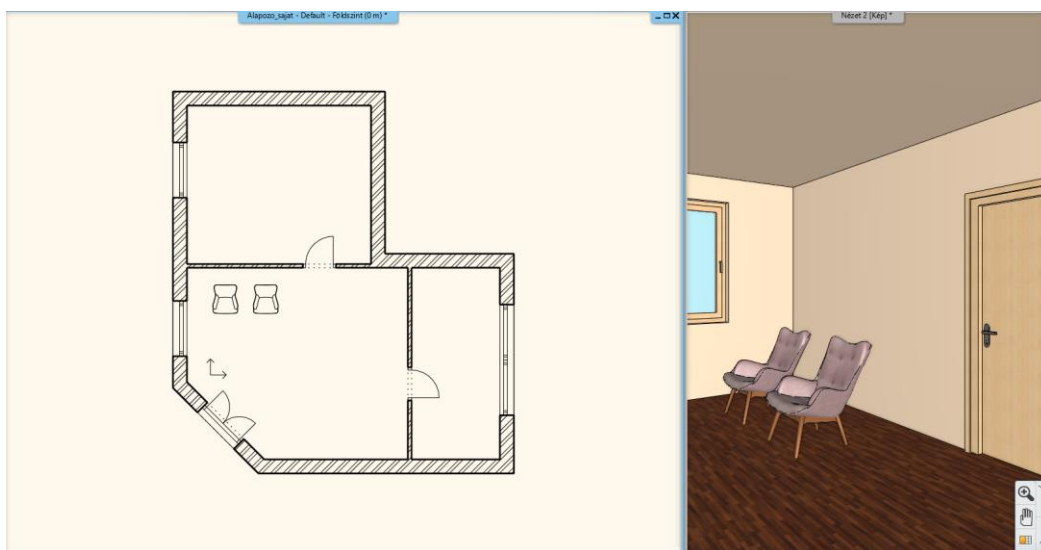 Alapozo_sajat - Default - Földszint (0 m) *
Nézet 2 [Kép] *